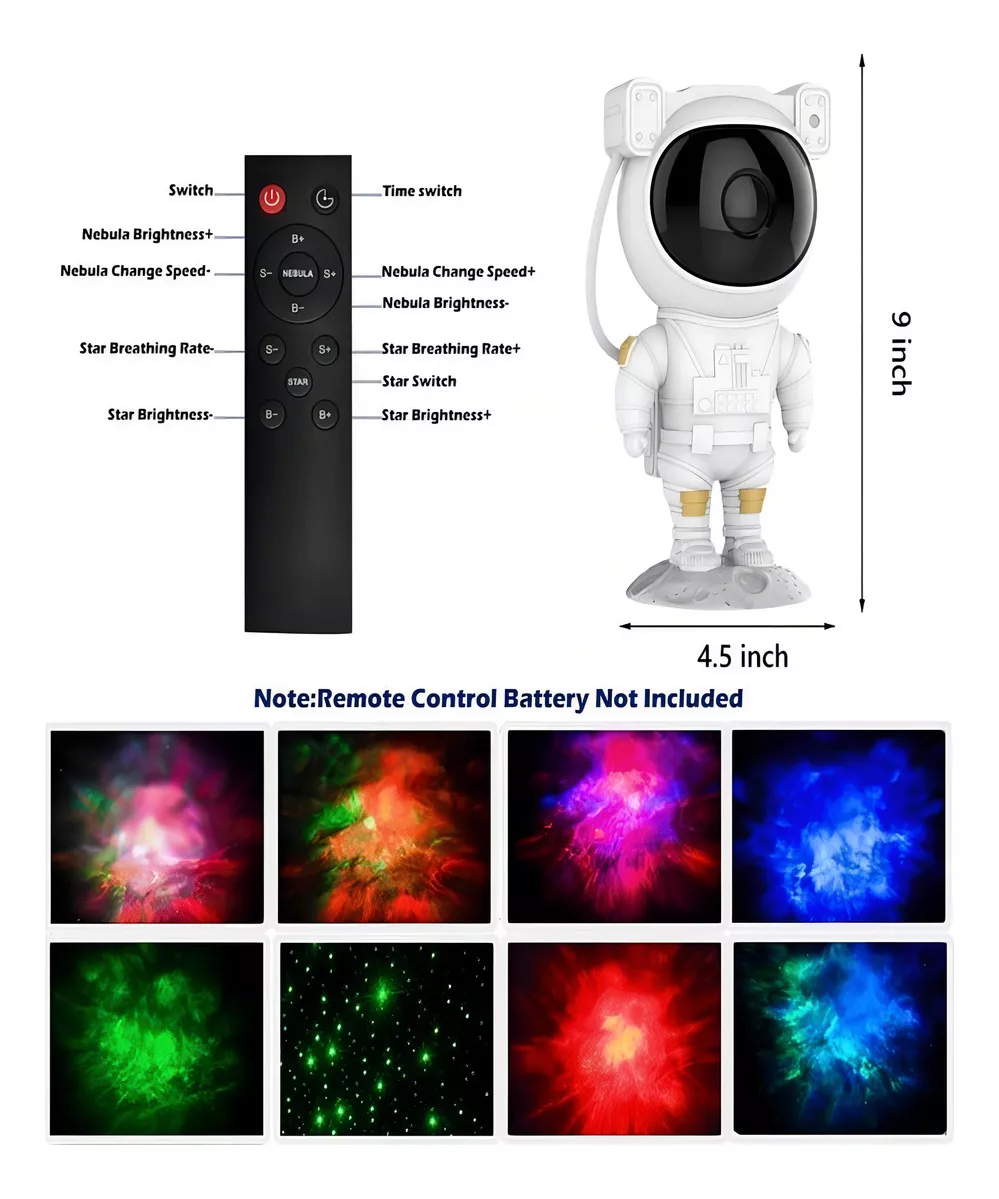 Switch
Time switch
Nebula Brightness+
B+
Nebula Change Speed-
S-
NEBULA
S+
Nebula Change Speed+
B-
Nebula Brightness-
Star Breathing Rate-
S-
S+
Star Breathing Rate+
STAR
Star Switch
Star Brightness-
B-
B+
Star Brightness+
9 inch
4.5 inch
Note:Remote Control Battery Not Included